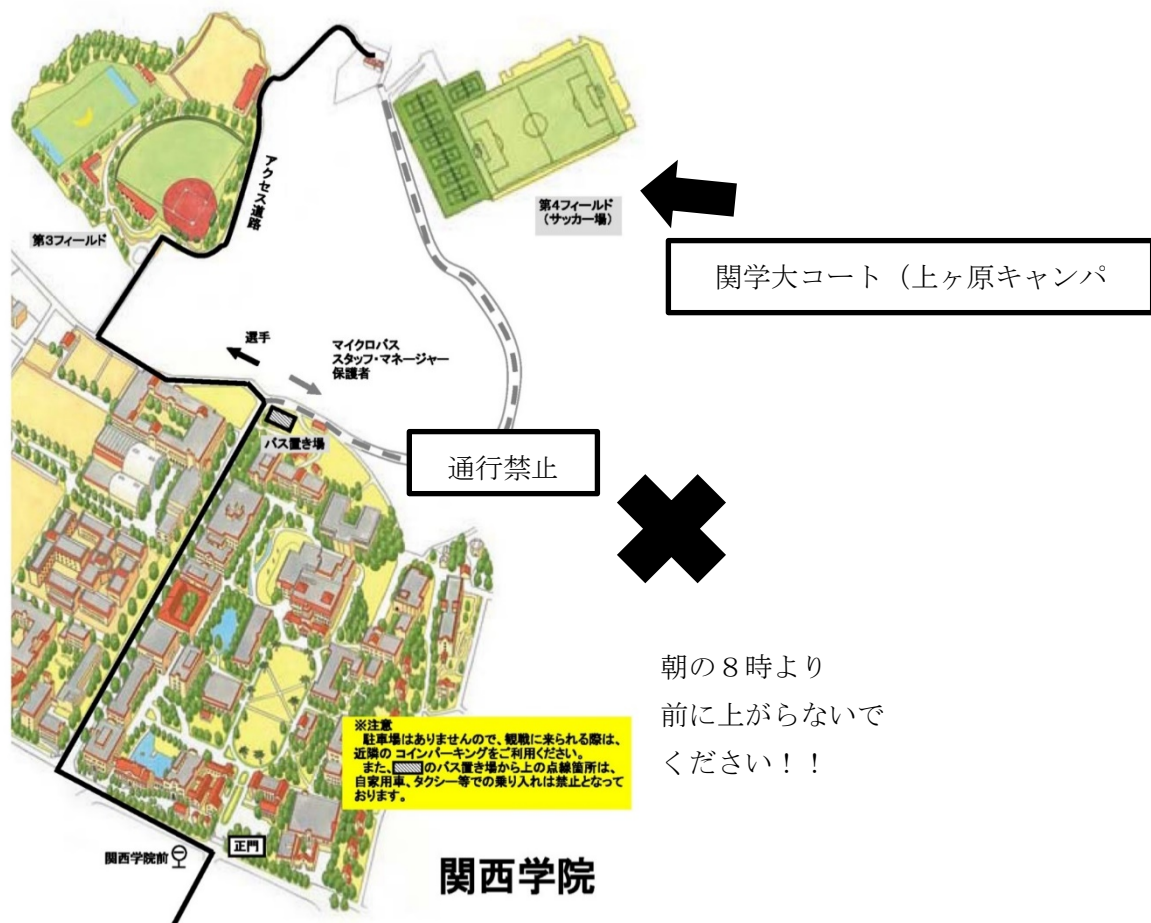 アクセス道路
第3フィールド
第4フィールド
(サッカー場)
関学大コート（上ヶ原キャンパ
選手
マイクロバス
スタッフ・マネージャー
保護者
バス置き場
通行禁止
朝の８時より
前に上がらないで
ください！！
※注意
駐車場はありませんので、観戦に来られる際は、
近隣の コインパーキングをご利用ください。
また、 のバス置き場から上の点線箇所は、
自家用車、タクシー等での乗り入れは禁止となって
おります。
関西学院前
正門
関西学院